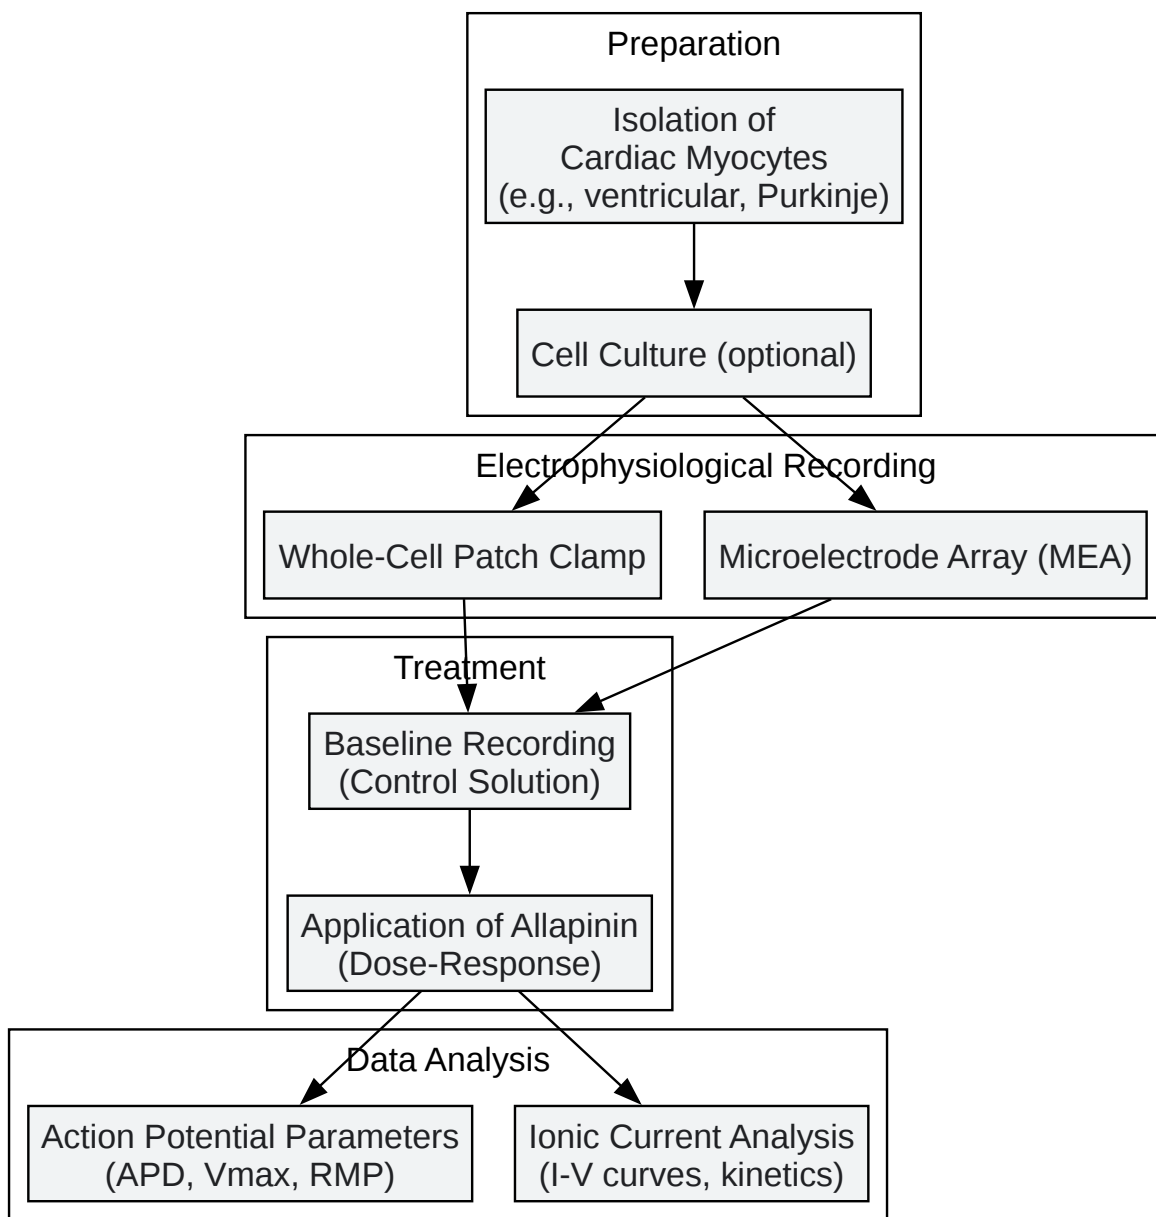 Preparation
Isolation of
Cardiac Myocytes
(e.g., ventricular, Purkinje)
Cell Culture (optional)
Electrophysiological Recording
Whole-Cell Patch Clamp
Microelectrode Array (MEA)
Treatment
Baseline Recording
(Control Solution)
Application of Allapinin
(Dose-Response)
Data Analysis
Action Potential Parameters
(APD, Vmax, RMP)
Ionic Current Analysis
(I-V curves, kinetics)